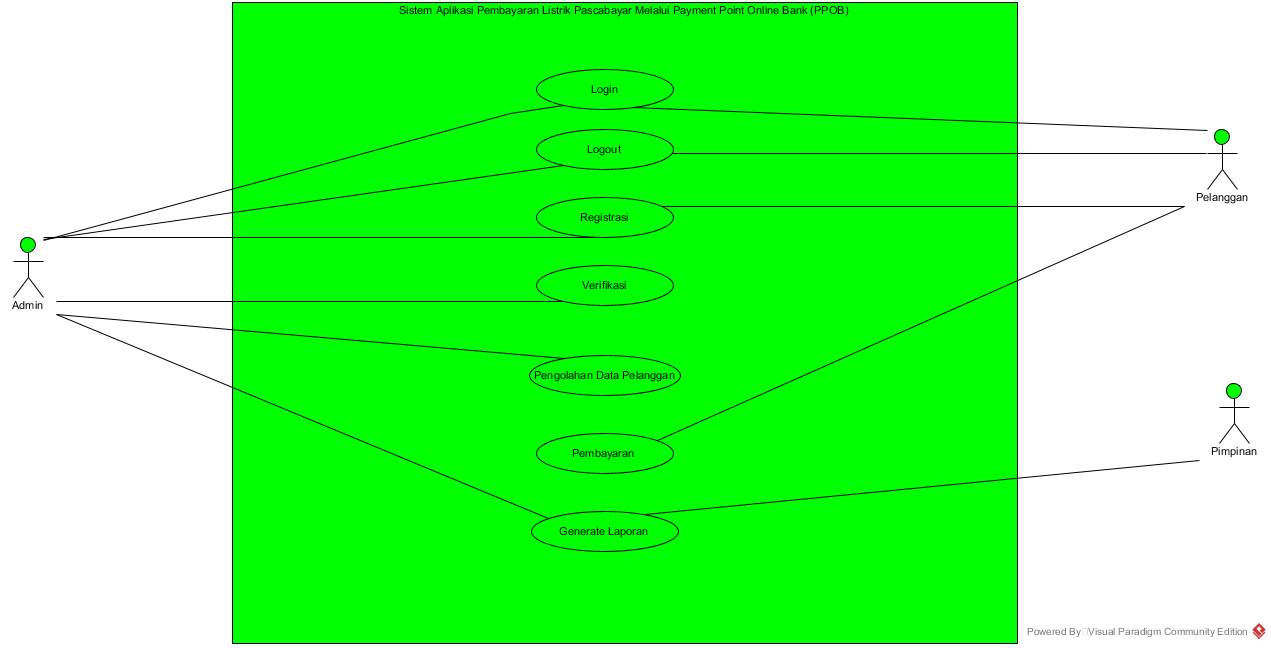 Sistem Aplikasi Pembayaran Listrik Pascabayar Melalui Payment Point Online Bank (PPOB)
Login
Logout
Pelanggan
Registrasi
Admin
Verifikasi
Pengolahan Data Pelanggan
Pembayaran
Pimpinan
Generate Laporan
Powered By Visual Paradigm Community Edition